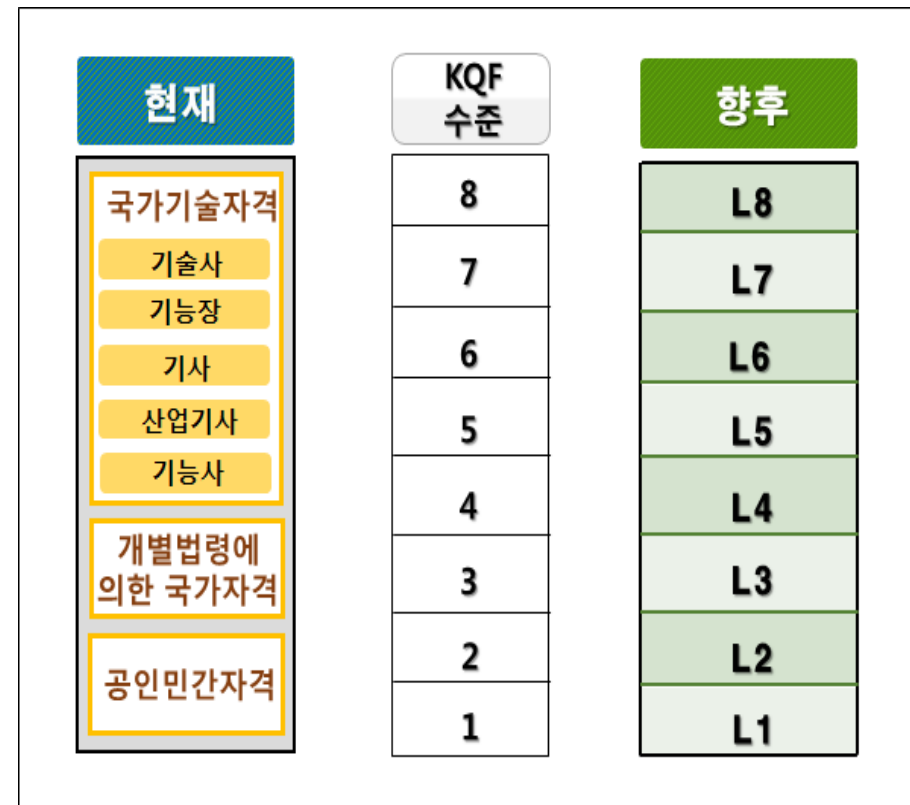 현재
국가기술자격
기술사
기능장
기사
산업기사
기능사
개별법령에
의한 국가자격
공인민간자격
KQF
수준
8
7
6
5
4
3
2
1
향후
L8
L7
L6
L5
L4
L3
L2
L1